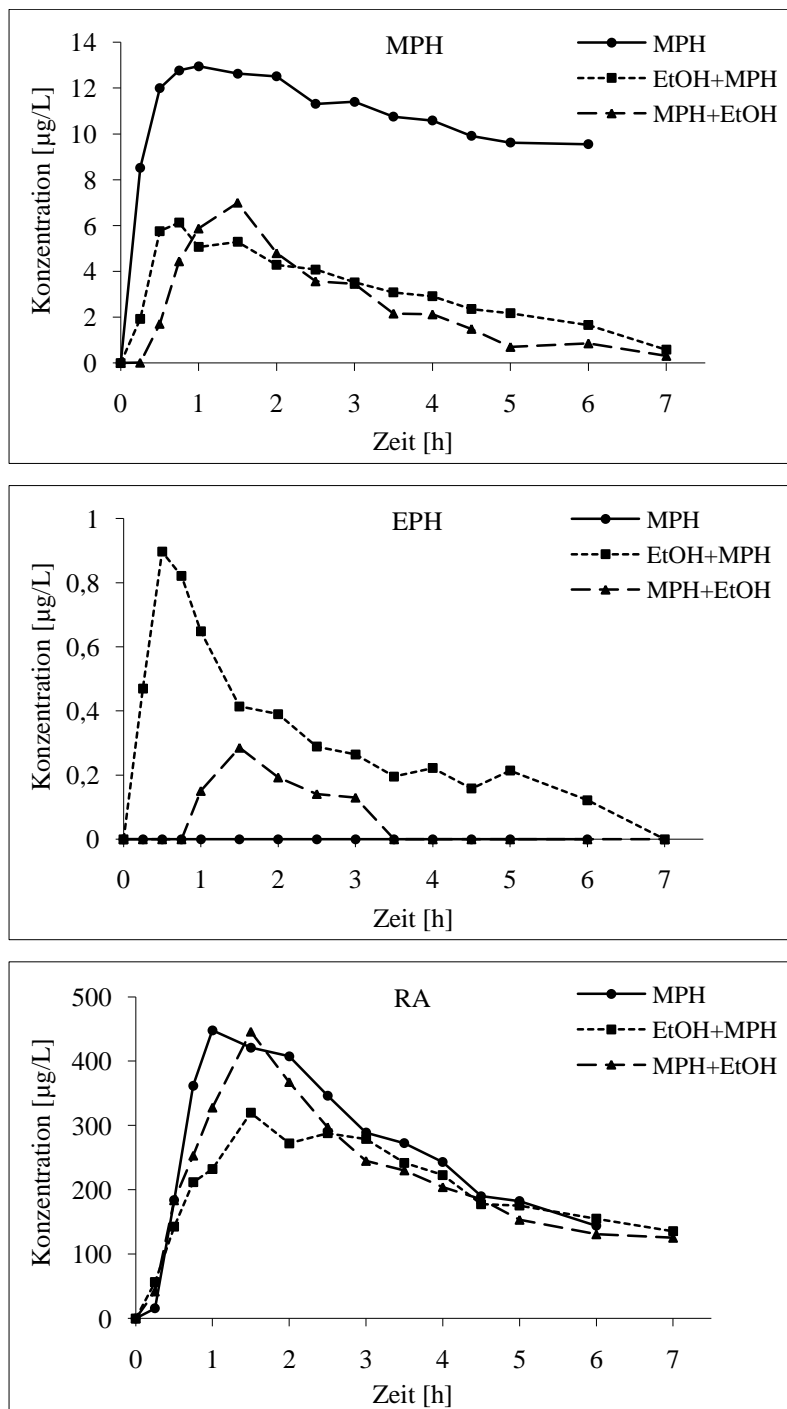 MPH
MPH
EtOH+MPH
MPH+EtOH
Konzentration [µg/L]
14
12
10
8
6
4
2
0
0 1 2 3 4 5 6 7
Zeit [h]
EPH
MPH
EtOH+MPH
MPH+EtOH
Konzentration [µg/L]
1
0,8
0,6
0,4
0,2
0
0 1 2 3 4 5 6 7
Zeit [h]
RA
MPH
EtOH+MPH
MPH+EtOH
Konzentration [µg/L]
500
400
300
200
100
0
0 1 2 3 4 5 6 7
Zeit [h]